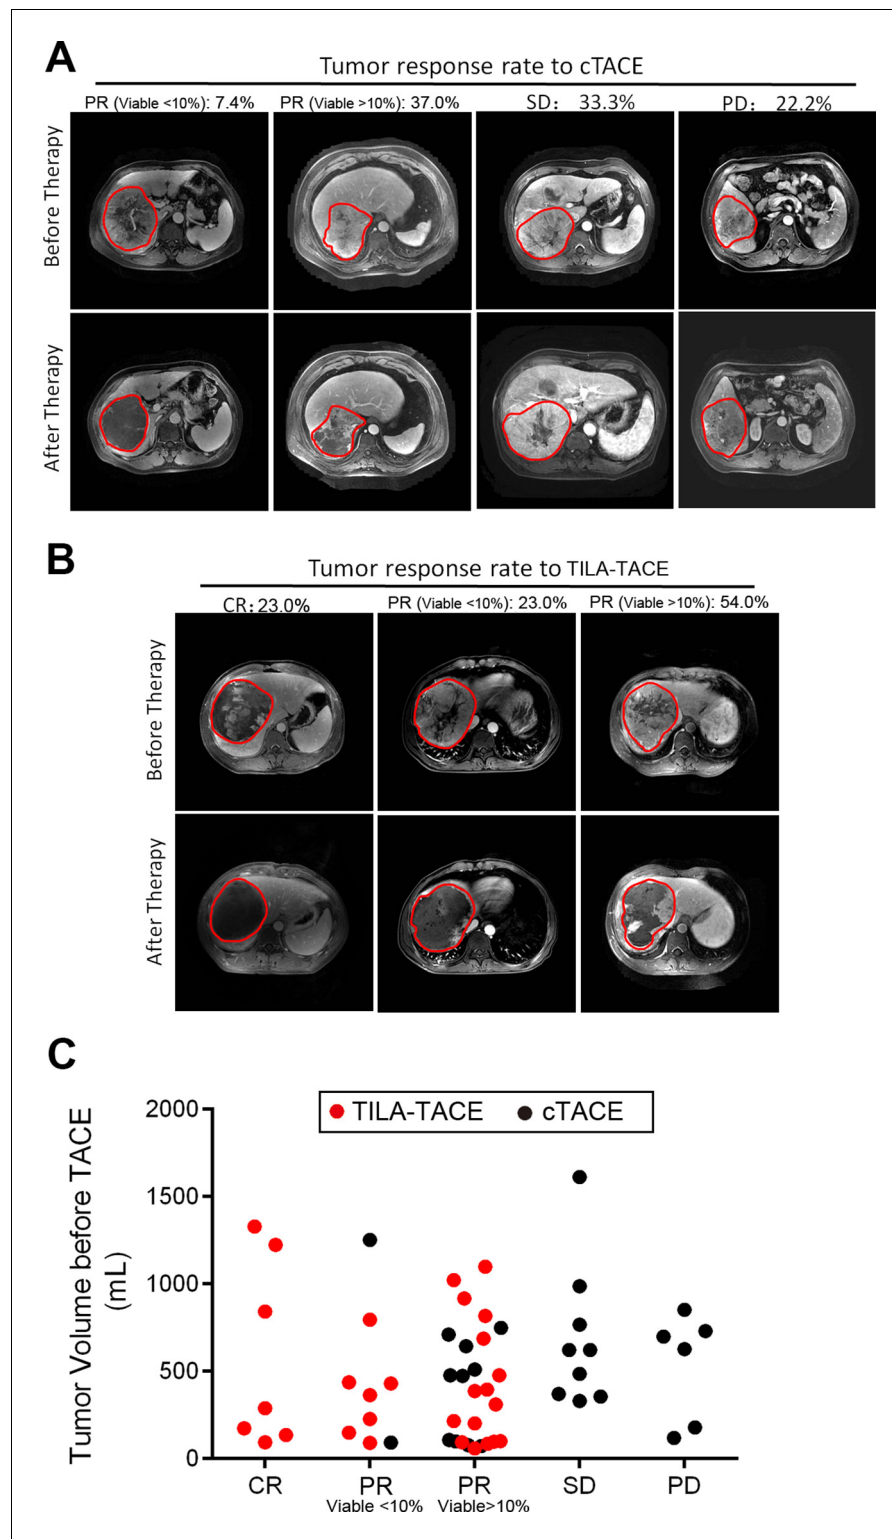 A
Tumor response rate to cTACE
PR (Viable <10%): 7.4%
PR (Viable >10%): 37.0%
SD: 33.3%
PD: 22.2%
Before Therapy
After Therapy
B
Tumor response rate to TILA-TACE
CR: 23.0%
PR (Viable <10%): 23.0%
PR (Viable >10%): 54.0%
Before Therapy
After Therapy
C
TILA-TACE
cTACE
Tumor Volume before TACE
(mL)
2000
1500
1000
500
0
CR
PR
Viable <10%
PR
Viable>10%
SD
PD